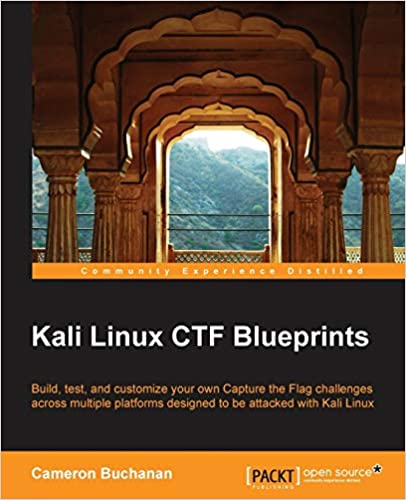 Community Experience Distilled
Kali Linux CTF Blueprints
Build, test, and customize your own Capture the Flag challenges
across multiple platforms designed to be attacked with Kali Linux
Cameron Buchanan
[PACKT] open source*
PUBLISHING community experience distilled